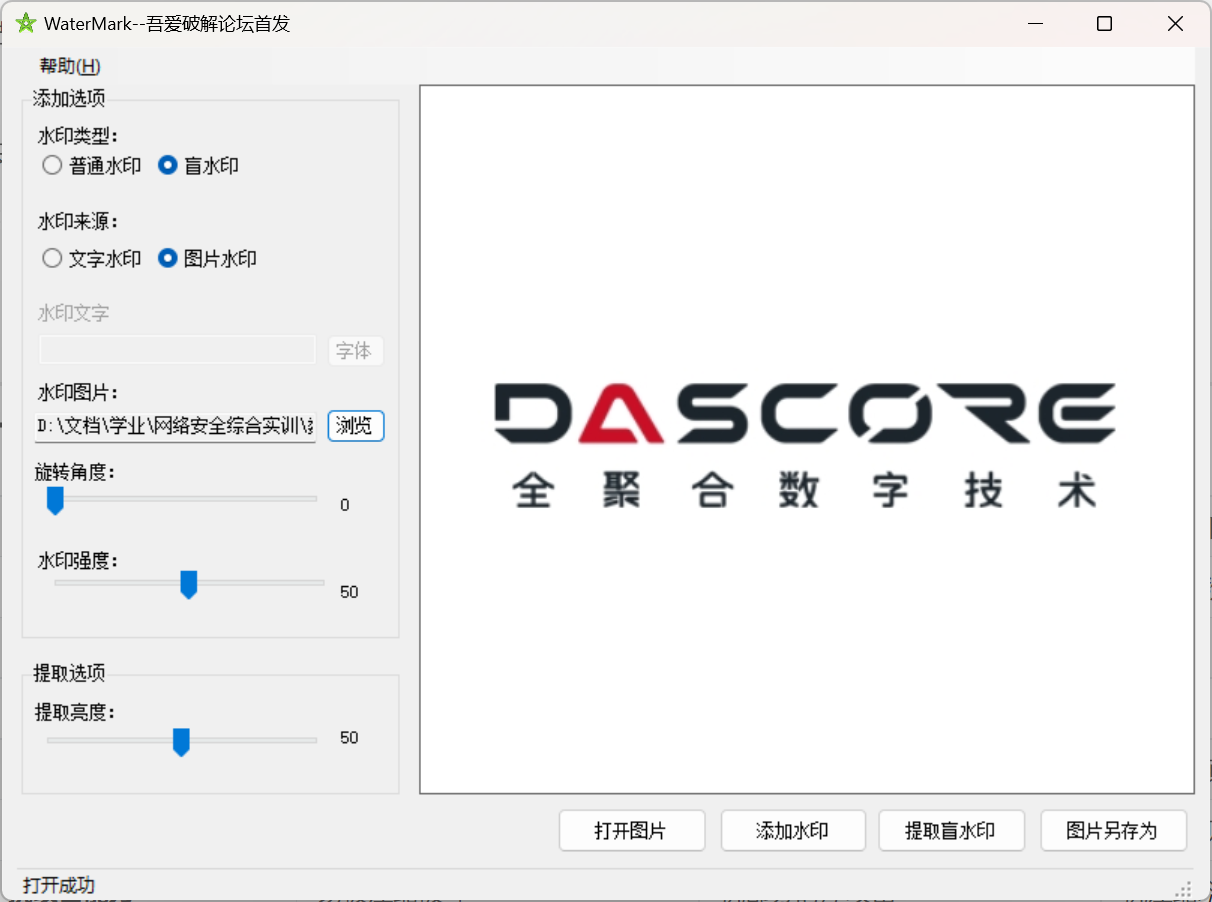 WaterMark--吾爱破解论坛首发
帮助(H)
添加选项
水印类型：
普通水印 盲水印
水印来源：
文字水印 图片水印
水印文字
字体
水印图片：
D:\文档\学业\网络安全综合实训\ 浏览
旋转角度：
0
水印强度：
50
提取选项
提取亮度：
50
DASCORE
全聚合数字技术
打开图片 添加水印 提取盲水印 图片另存为
打开成功